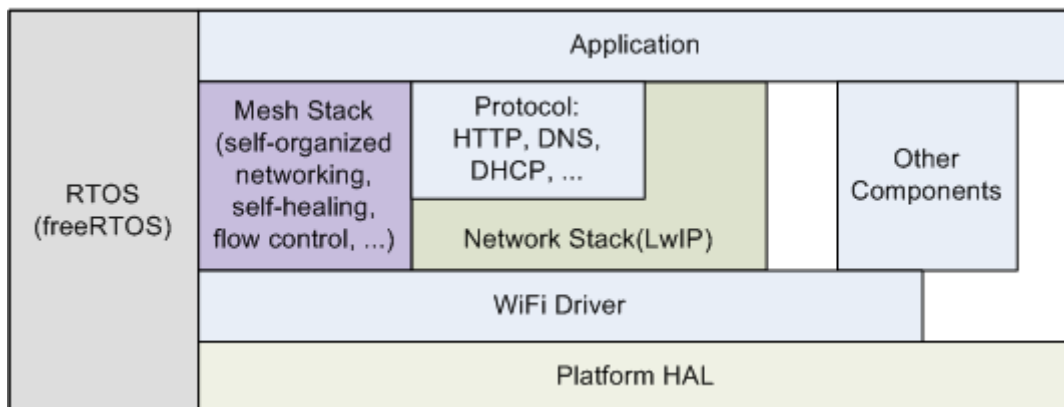 RTOS
(freeRTOS)
Application
Mesh Stack
(self-organized
networking,
self-healing,
flow control, ...)
Protocol:
HTTP, DNS,
DHCP, ...
Network Stack(LwIP)
Other
Components
WiFi Driver
Platform HAL